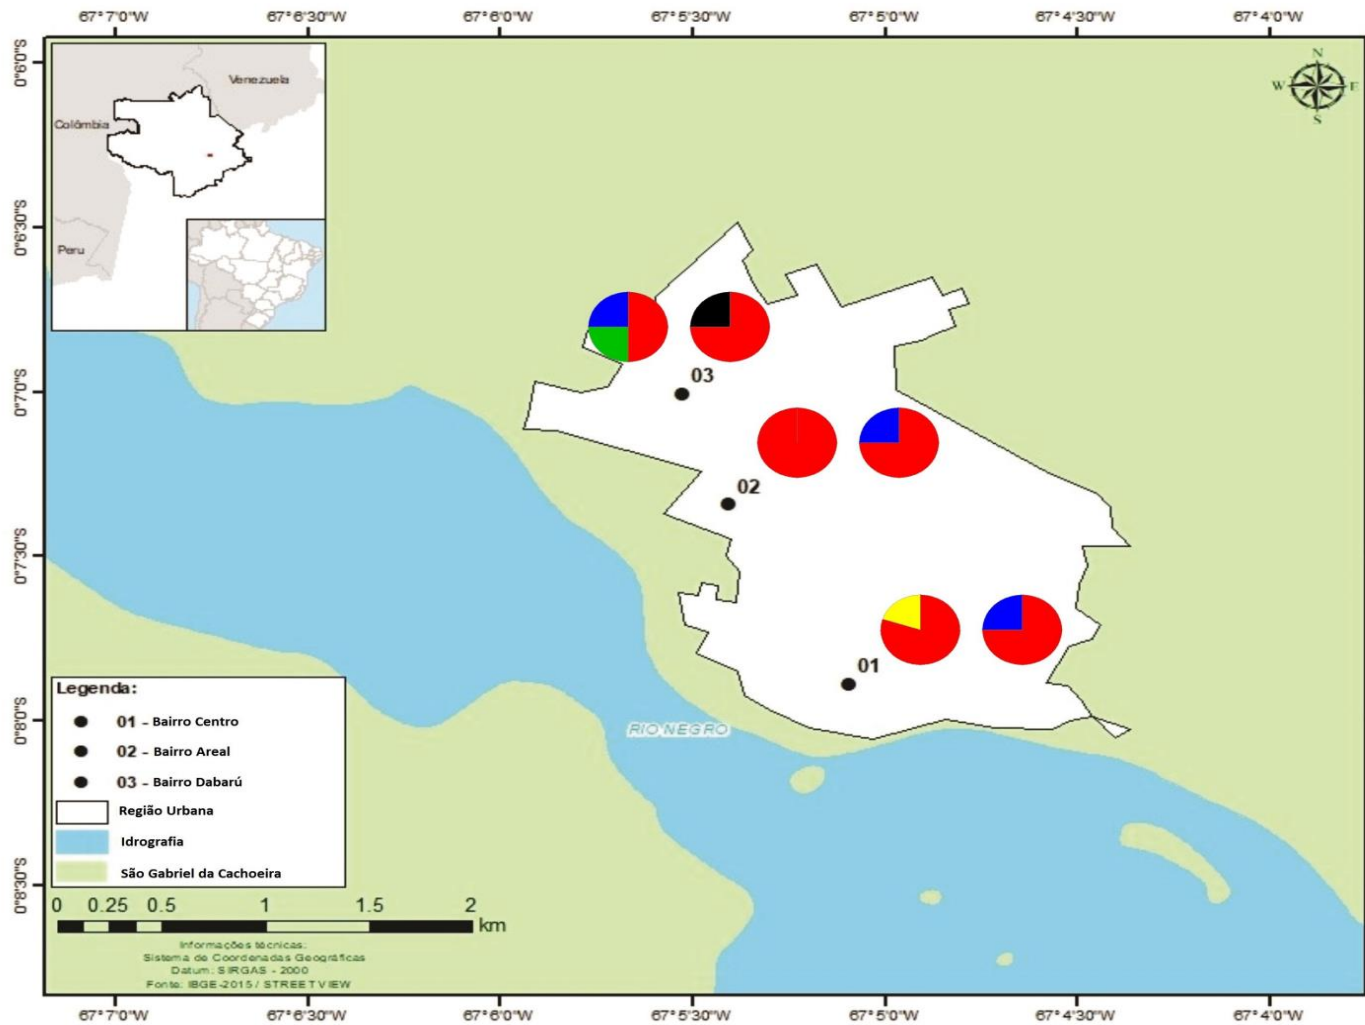 67°7'0"W 67°6'30"W 67°6'0"W 67°5'30"W 67°5'0"W 67°4'30"W 67°4'0"W
0°6'0"S
0°6'30"S
0°7'0"S
0°7'30"S
0°8'0"S
0°8'30"S
Venezuela
Colômbia
Peru
N
W E
S
03
02
01
RIO NEGRO
Legenda:
01 - Bairro Centro
02 - Bairro Areal
03 - Bairro Dabarú
Região Urbana
Idrografia
São Gabriel da Cachoeira
0 0.25 0.5 1 1.5 2
km
Informações técnicas:
Sistema de Coordenadas Geográficas
Datum: SIRGAS - 2000
Fonte: IBGE-2015 / STREETVIEW
67°7'0"W 67°6'30"W 67°6'0"W 67°5'30"W 67°5'0"W 67°4'30"W 67°4'0"W